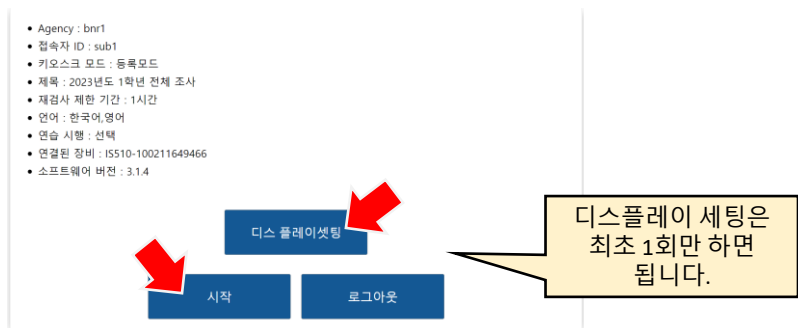 Agency : bnr1
접속자 ID : sub1
키오스크 모드 : 등록모드
제목 : 2023년도 1학년 전체 조사
재검사 제한 기간 : 1시간
언어 : 한국어,영어
연습 시행 : 선택
연결된 장비 : IS510-100211649466
소프트웨어 버전 : 3.1.4
디스 플레이셋팅
디스플레이 세팅은
최초 1회만 하면
됩니다.
시작
로그아웃